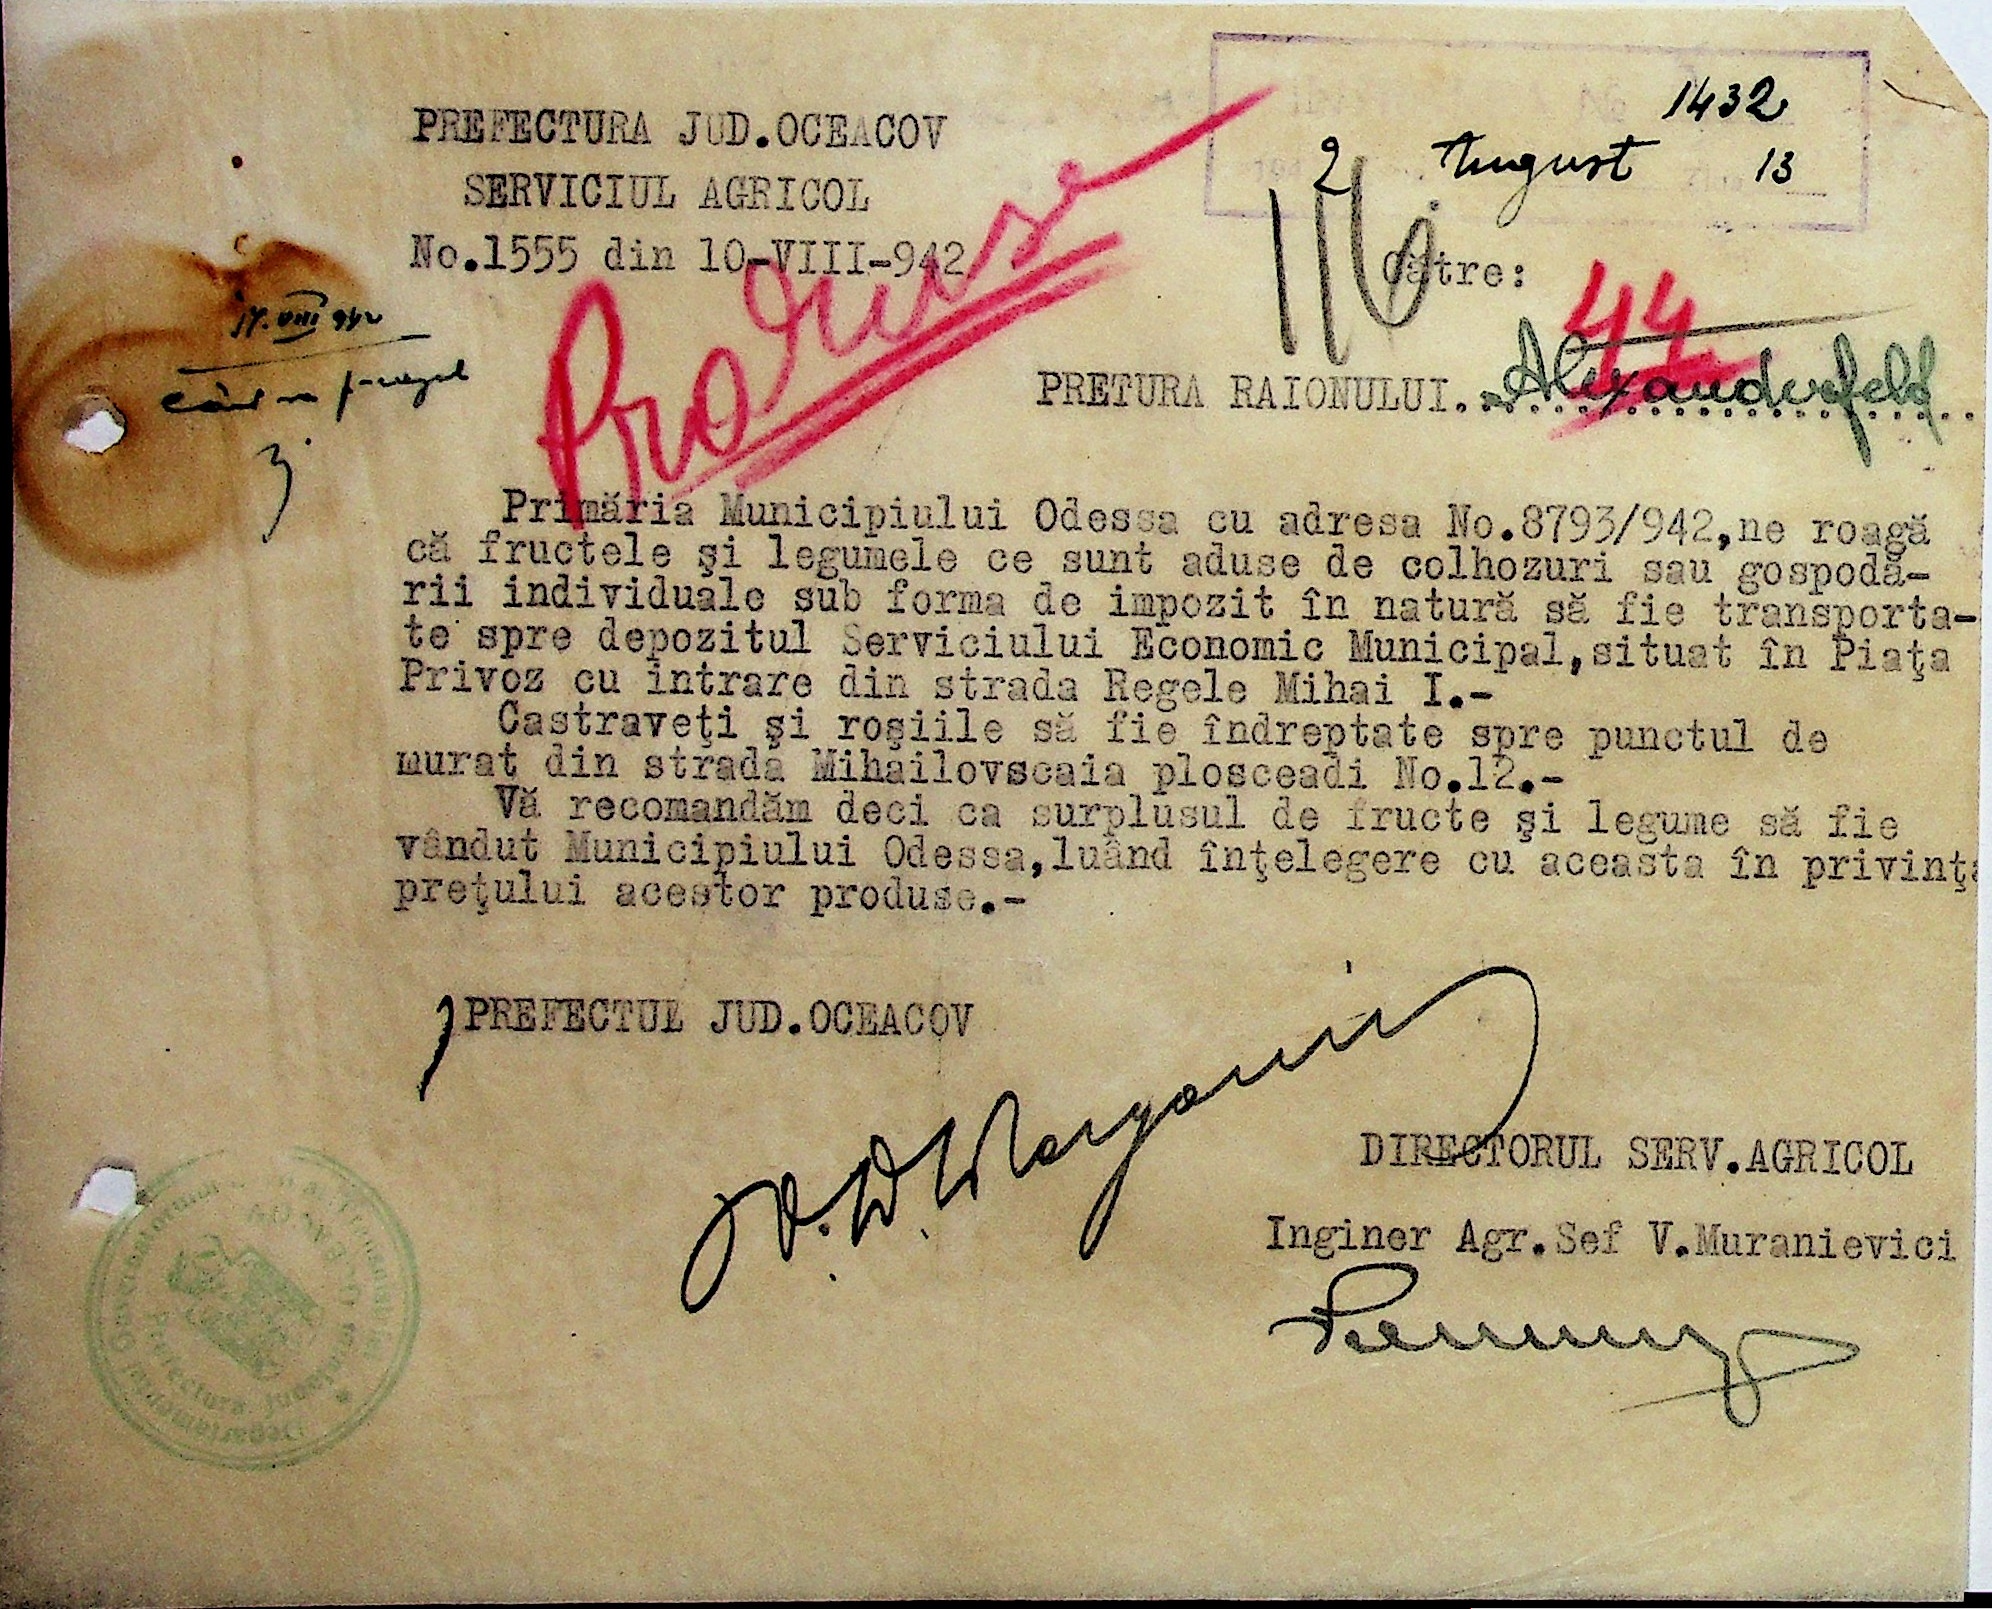 1432
2 August 13
PREFECTURA JUD.OCEACOV
SERVICIUL AGRICOL
No.1555 din 10-VIII-942
Produse
Către:
44
17.VIII 942
PRETURA RAIONULUI...Alexanderfeld...
Primăria Municipiului Odessa cu adresa No.8793/942,ne roagă
că fructele şi legumele ce sunt aduse de colhozuri sau gospodă-
rii individuale sub forma de impozit în natură să fie transporta-
te spre depozitul Serviciului Economic Municipal,situat în Piaţa
Privoz cu intrare din strada Regele Mihai I.-
Castraveţi şi roşiile să fie îndreptate spre punctul de
murat din strada Mihailovscaia plosceadi No.12.-
Vă recomandăm deci ca surplusul de fructe şi legume să fie
vândut Municipiului Odessa,luând înţelegere cu aceasta în privinţa
preţului acestor produse.-
PREFECTUL JUD.OCEACOV
DIRECTORUL SERV.AGRICOL
Inginer Agr.Sef V.Muranievici